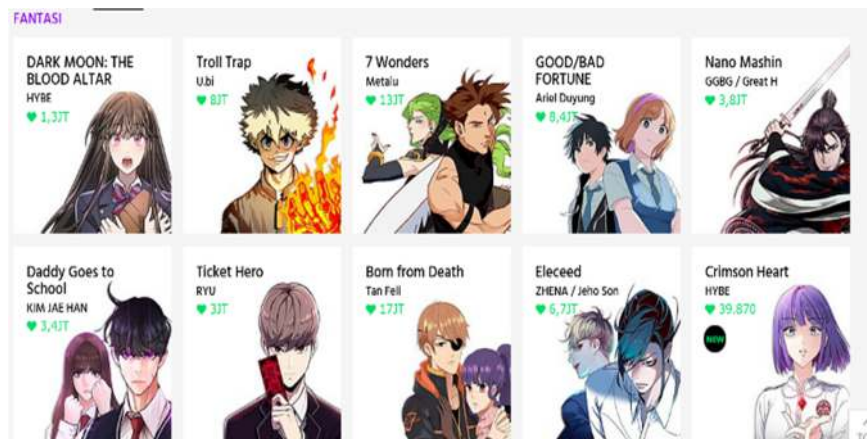 FANTASI
DARK MOON: THE
BLOOD ALTAR
HYBE
1,3JT
Troll Trap
U.bi
8JT
7 Wonders
Metalu
13JT
GOOD/BAD
FORTUNE
Ariel Duyung
8,4JT
Nano Mashin
GGBG / Great H
3,8JT
Daddy Goes to
School
KIM JAE HAN
3,4JT
Ticket Hero
RYU
3JT
Born from Death
Tan Fell
17JT
Eleceed
ZHENA / Jeho Son
6,7JT
Crimson Heart
HYBE
39.870
NEW